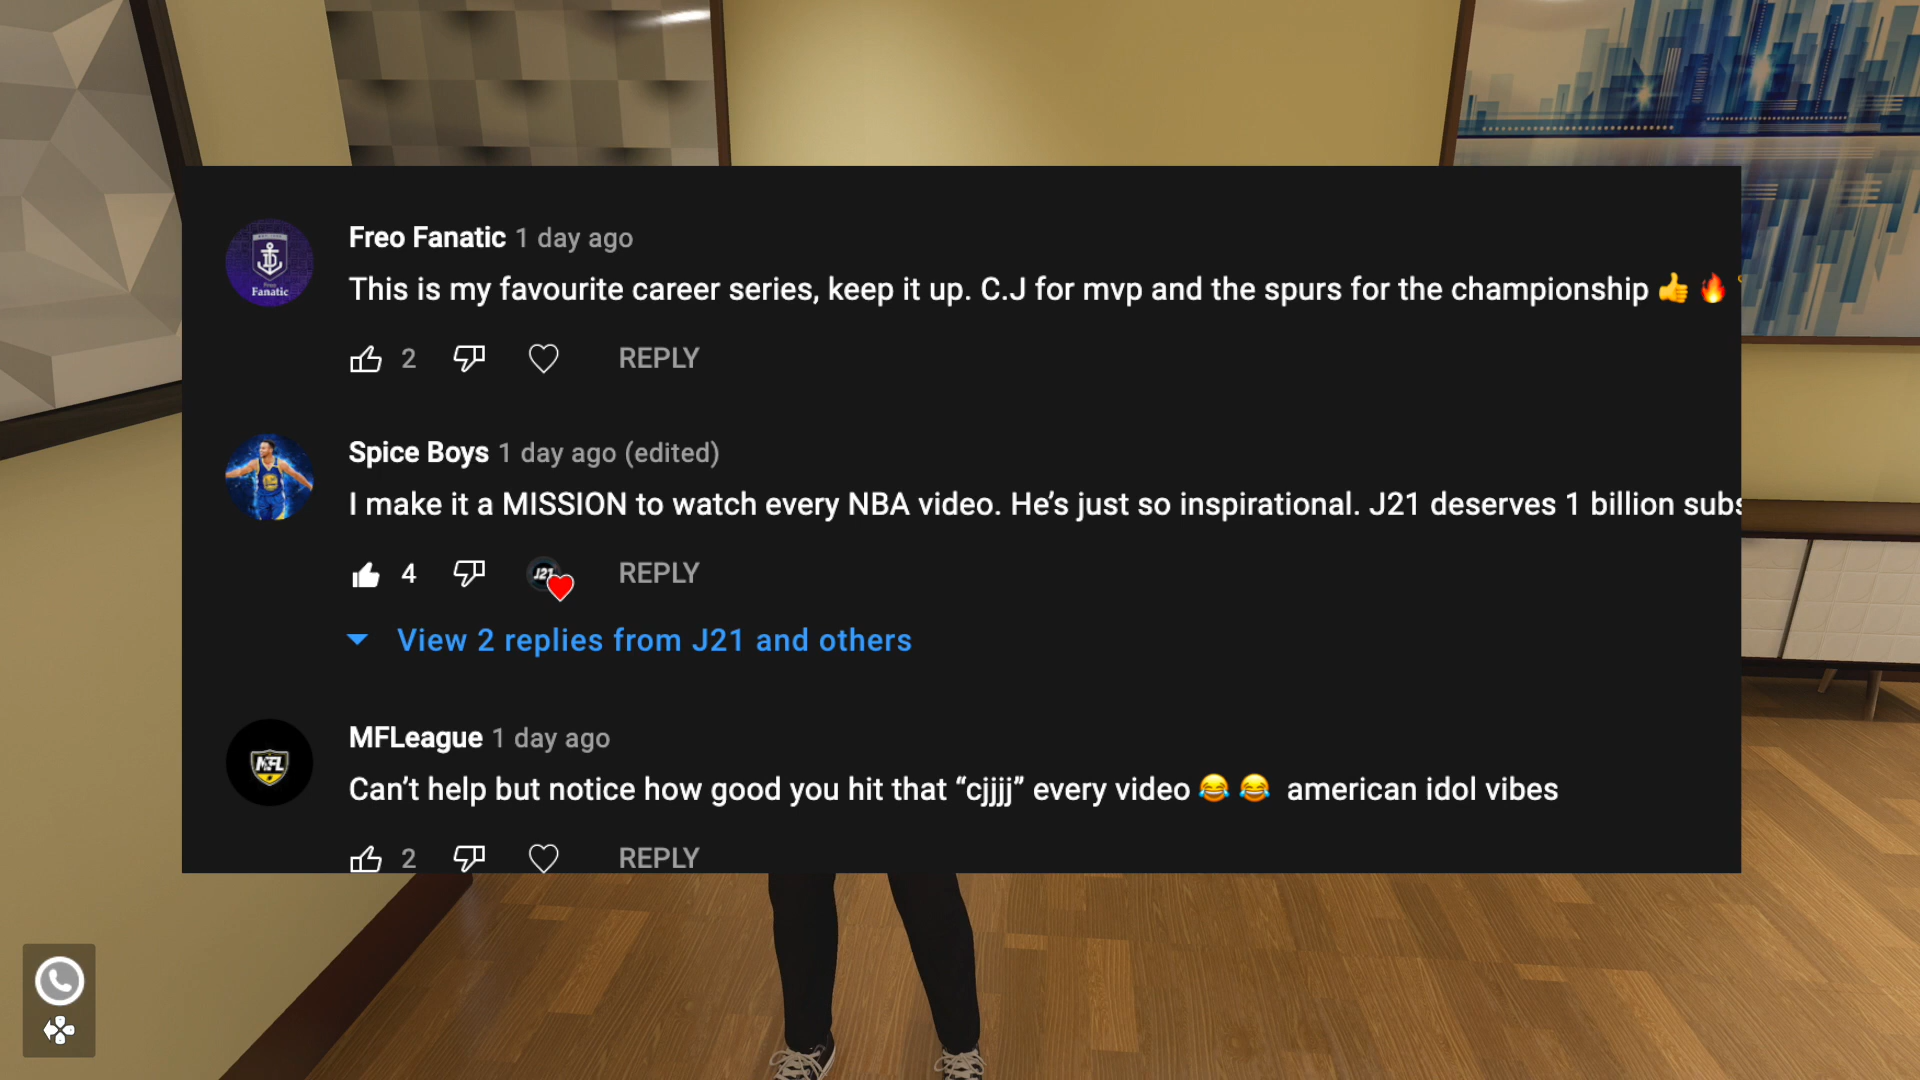 Freo Fanatic 1 day ago
This is my favourite career series, keep it up. C.J for mvp and the spurs for the championship 👍 🔥
2 REPLY
Fanatic
Spice Boys 1 day ago (edited)
I make it a MISSION to watch every NBA video. He’s just so inspirational. J21 deserves 1 billion subs
4 J21 REPLY
View 2 replies from J21 and others
MFLeague 1 day ago
MFL
Can’t help but notice how good you hit that “cjjjj” every video 😂 😂 american idol vibes
2 REPLY